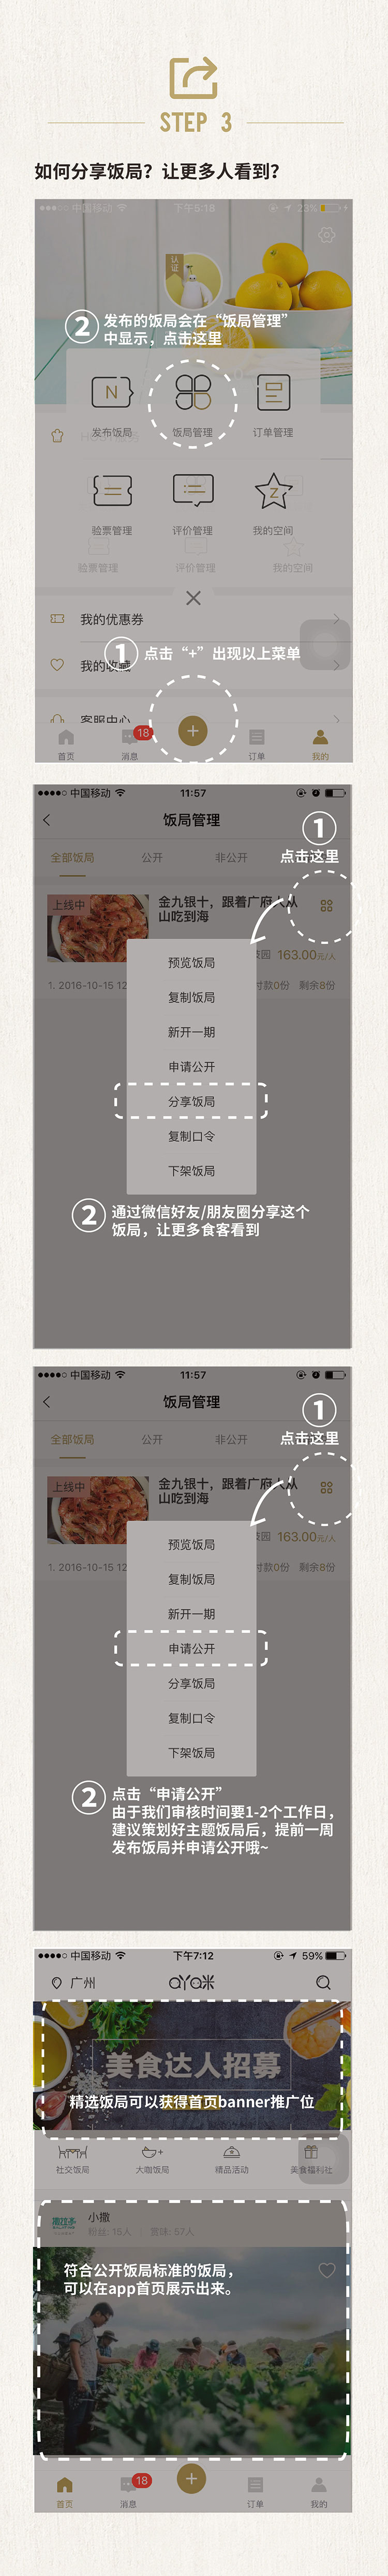 STEP 3
如何分享饭局？让更多人看到？
中国移动 下午5:18 23%
认证
② 发布的饭局会在“饭局管理”
中显示，点击这里
发布饭局 饭局管理 订单管理
验票管理 评价管理 我的空间
验票管理 评价管理 我的空间
我的优惠券
① 点击“+”出现以上菜单
我的收藏
客服中心
18
首页 消息 订单 我的
中国移动 11:57
饭局管理
①
点击这里
全部饭局 公开 非公开
上线中
金九银十，跟着广府人从
山吃到海
163.00元/人
1. 2016-10-15 12 付款0份 剩余8份
预览饭局
复制饭局
新开一期
申请公开
分享饭局
复制口令
下架饭局
② 通过微信好友/朋友圈分享这个
饭局，让更多食客看到
中国移动 11:57
饭局管理
①
点击这里
全部饭局 公开 非公开
上线中
金九银十，跟着广府人从
山吃到海
163.00元/人
1. 2016-10-15 12 付款0份 剩余8份
预览饭局
复制饭局
新开一期
申请公开
分享饭局
复制口令
下架饭局
② 点击“申请公开”
由于我们审核时间要1-2个工作日，
建议策划好主题饭局后，提前一周
发布饭局并申请公开哦~
中国移动 下午7:12 59%
广州
美食达人招募
精选饭局可以获得首页banner推广位
社交饭局 大咖饭局 精品活动 美食福利社
小撒
粉丝: 15人 赏味: 57人
符合公开饭局标准的饭局，
可以在app首页展示出来。
18
首页 消息 订单 我的